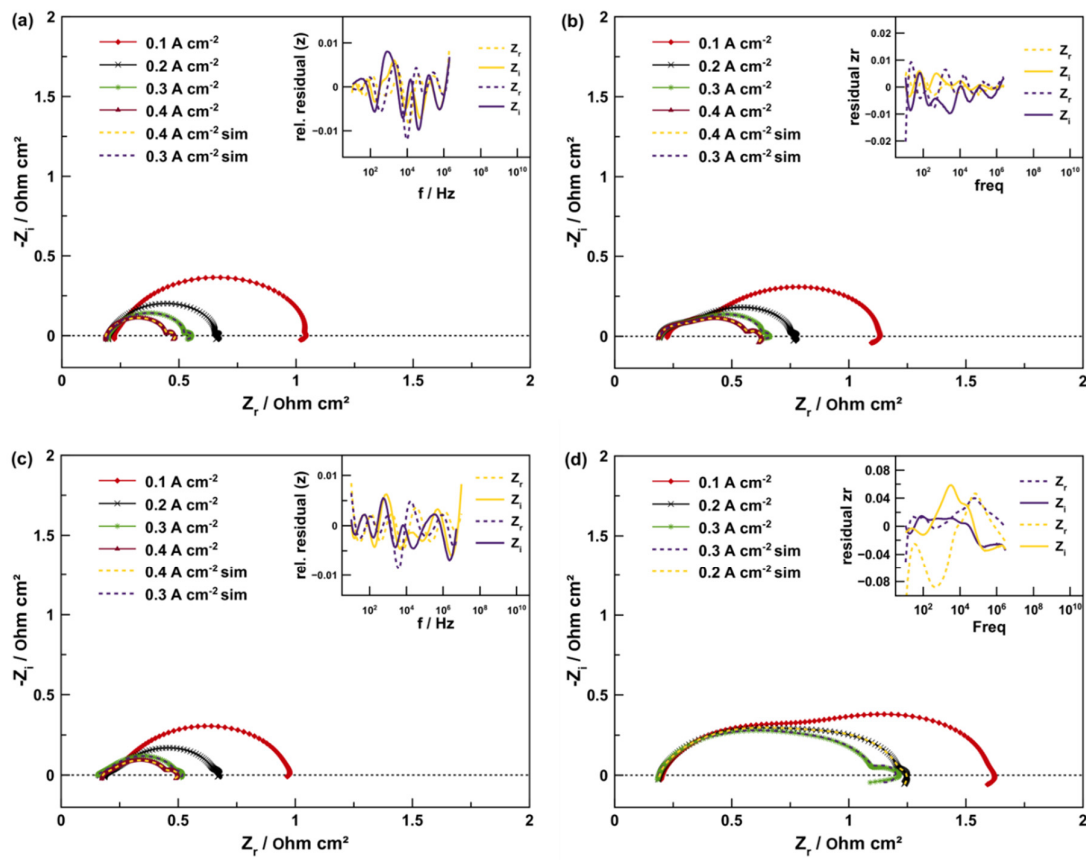 (a)
2
1.5
1
0.5
0
-Zᵢ / Ohm cm²
0.1 A cm⁻²
0.2 A cm⁻²
0.3 A cm⁻²
0.4 A cm⁻²
0.4 A cm⁻² sim
0.3 A cm⁻² sim
rel. residual (z)
0.01
0
−0.01
10² 10⁴ 10⁶ 10⁸ 10¹⁰
f / Hz
Zᵣ
Zᵢ
Zᵣ
Zᵢ
0 0.5 1 1.5 2
Zᵣ / Ohm cm²
(b)
2
1.5
1
0.5
0
-Zᵢ / Ohm cm²
0.1 A cm⁻²
0.2 A cm⁻²
0.3 A cm⁻²
0.4 A cm⁻²
0.4 A cm⁻² sim
0.3 A cm⁻² sim
residual zr
0.01
0
−0.01
−0.02
10² 10⁴ 10⁶ 10⁸ 10¹⁰
freq
Zᵣ
Zᵢ
Zᵣ
Zᵢ
0 0.5 1 1.5 2
Zᵣ / Ohm cm²
(c)
2
1.5
1
0.5
0
-Zᵢ / Ohm cm²
0.1 A cm⁻²
0.2 A cm⁻²
0.3 A cm⁻²
0.4 A cm⁻²
0.4 A cm⁻² sim
0.3 A cm⁻² sim
rel. residual (z)
0.01
0
−0.01
10² 10⁴ 10⁶ 10⁸ 10¹⁰
f / Hz
Zᵣ
Zᵢ
Zᵣ
Zᵢ
0 0.5 1 1.5 2
Zᵣ / Ohm cm²
(d)
2
1.5
1
0.5
0
-Zᵢ / Ohm cm²
0.1 A cm⁻²
0.2 A cm⁻²
0.3 A cm⁻²
0.3 A cm⁻² sim
0.2 A cm⁻² sim
residual zr
0.08
0.04
0
−0.04
−0.08
10² 10⁴ 10⁶ 10⁸ 10¹⁰
Freq
Zᵣ
Zᵢ
Zᵣ
Zᵢ
0 0.5 1 1.5 2
Zᵣ / Ohm cm²